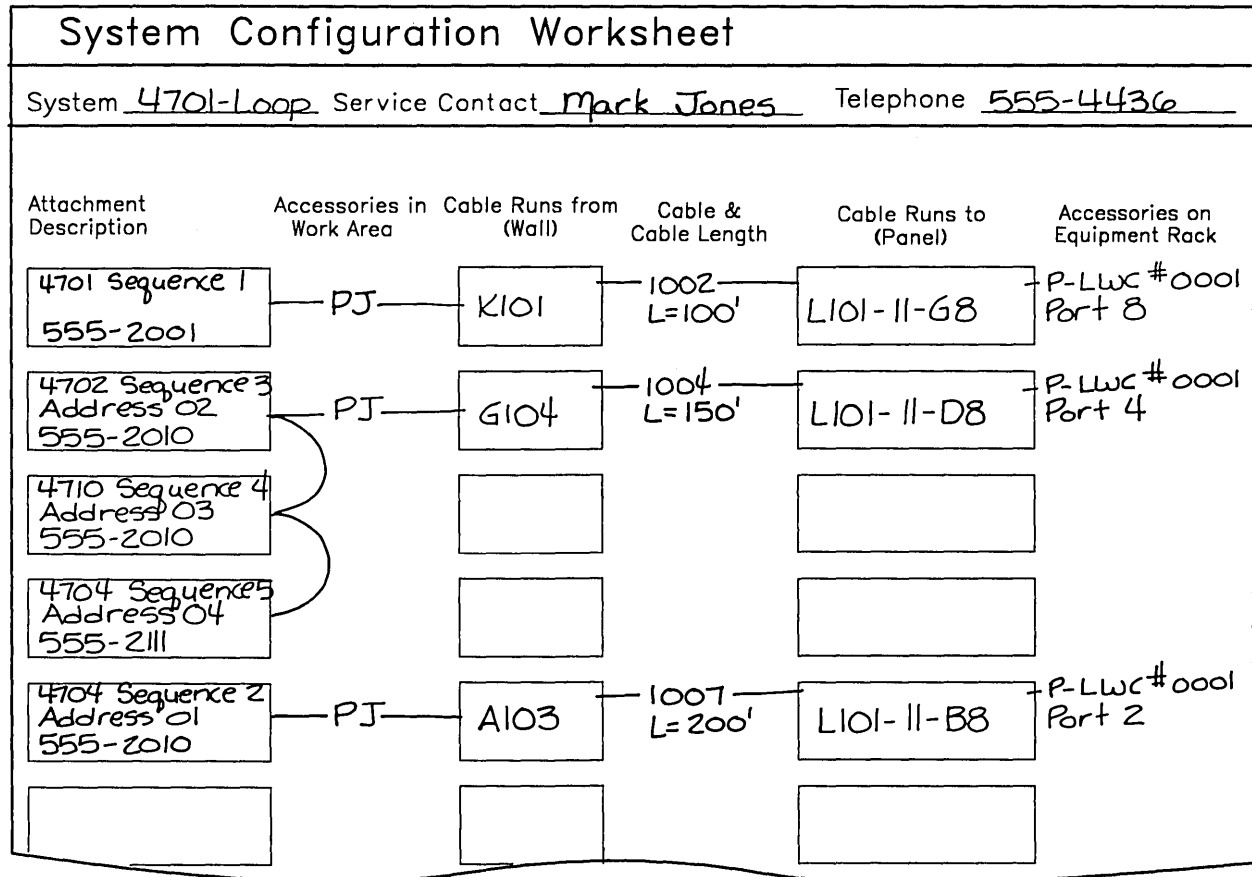 System Configuration Worksheet
System 4701-Loop Service Contact Mark Jones Telephone 555-4436
Attachment Description
Accessories in Work Area
Cable Runs from (Wall)
Cable & Cable Length
Cable Runs to (Panel)
Accessories on Equipment Rack
4701 Sequence 1
555-2001
PJ
K101
1002
L=100'
L101-11-G8
P-LWC #0001
Port 8
4702 Sequence 3
Address 02
555-2010
PJ
G104
1004
L=150'
L101-11-D8
P-LWC #0001
Port 4
4710 Sequence 4
Address 03
555-2010
4704 Sequence 5
Address 04
555-2111
4704 Sequence 2
Address 01
555-2010
PJ
A103
1007
L=200'
L101-11-B8
P-LWC #0001
Port 2